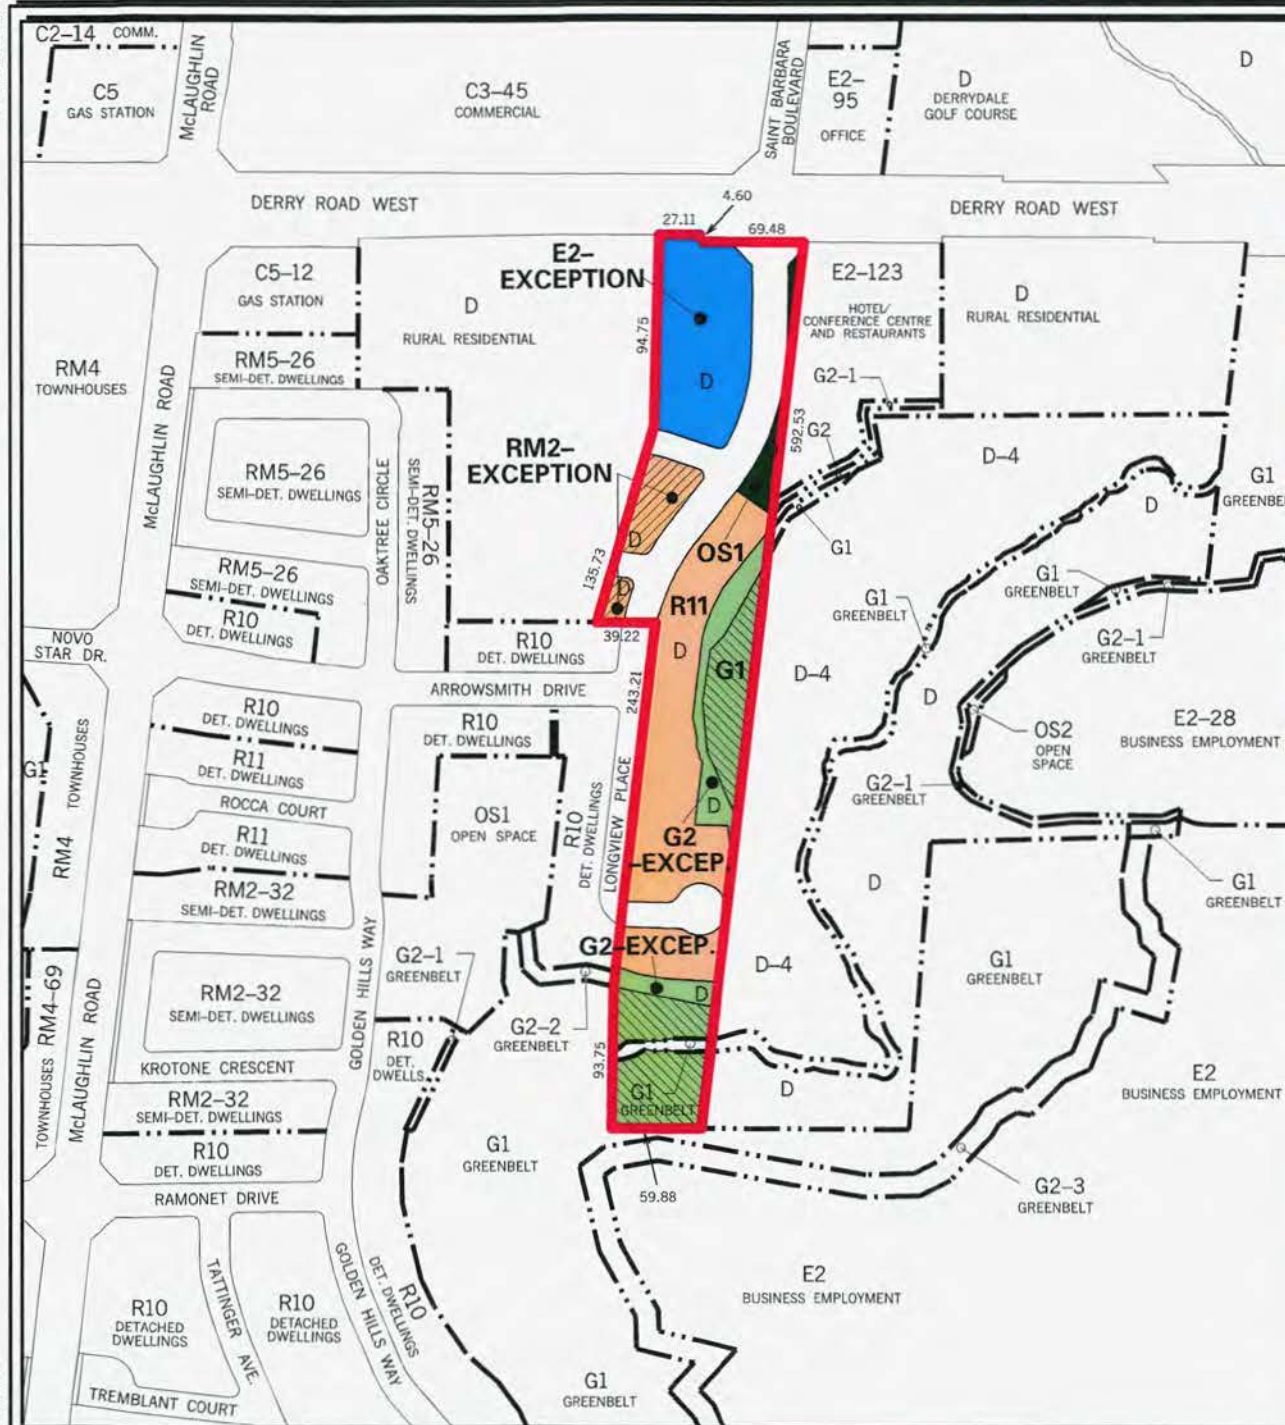 C2-14 COMM.
C5
GAS STATION
McLAUGHLIN
ROAD
C3-45
COMMERCIAL
SAINT BARBARA
BOULEVARD
E2-
95
OFFICE
D
DERRYDALE
GOLF COURSE
D
DERRY ROAD WEST
DERRY ROAD WEST
4.60
27.11
69.48
E2-
EXCEPTION
C5-12
GAS STATION
D
RURAL RESIDENTIAL
94.75
D
E2-123
HOTEL/
CONFERENCE CENTRE
AND RESTAURANTS
D
RURAL RESIDENTIAL
RM4
TOWNHOUSES
RM5-26
SEMI-DET. DWELLINGS
McLAUGHLIN ROAD
G2-1
G2
592.53
D-4
RM2-
EXCEPTION
RM5-26
SEMI-DET. DWELLINGS
OAKTREE CIRCLE
RM5-26
SEMI-DET. DWELLINGS
G1
GREENBE
D
D
OS1
G1
135.73
D
RM5-26
SEMI-DET. DWELLINGS
R10
DET. DWELLINGS
R11
G1
GREENBELT
G1
GREENBELT
G2-1
GREENBELT
NOVO
STAR DR.
39.22
R10
DET. DWELLINGS
D
G1
D-4
D
ARROWSMITH DRIVE
243.21
R10
DET. DWELLINGS
R10
DET. DWELLINGS
OS2
OPEN
SPACE
E2-28
BUSINESS EMPLOYMENT
G1
RM4 TOWNHOUSES
R11
DET. DWELLINGS
ROCCA COURT
OS1
OPEN SPACE
R10
DET. DWELLINGS
LONGVIEW PLACE
D
G2-1
GREENBELT
R11
DET. DWELLINGS
G2
-EXCEP.
RM2-32
SEMI-DET. DWELLINGS
D
G1
GREENBELT
GOLDEN HILLS WAY
G2-EXCEP.
G2-1
GREENBELT
D-4
G1
GREENBELT
RM2-32
SEMI-DET. DWELLINGS
D
TOWNHOUSES RM4-69
McLAUGHLIN ROAD
G2-2
GREENBELT
R10
DET.
DWELLS
KROTONE CRESCENT
93.75
E2
BUSINESS EMPLOYMENT
RM2-32
SEMI-DET. DWELLINGS
G1
GREENBELT
D
R10
DET. DWELLINGS
G1
GREENBELT
RAMONET DRIVE
59.88
G2-3
GREENBELT
R10
DET. DWELLINGS
GOLDEN HILLS WAY
TATTINGER AVE.
E2
BUSINESS EMPLOYMENT
R10
DETACHED
DWELLINGS
R10
DETACHED
DWELLINGS
G1
GREENBELT
TREMBLANT COURT